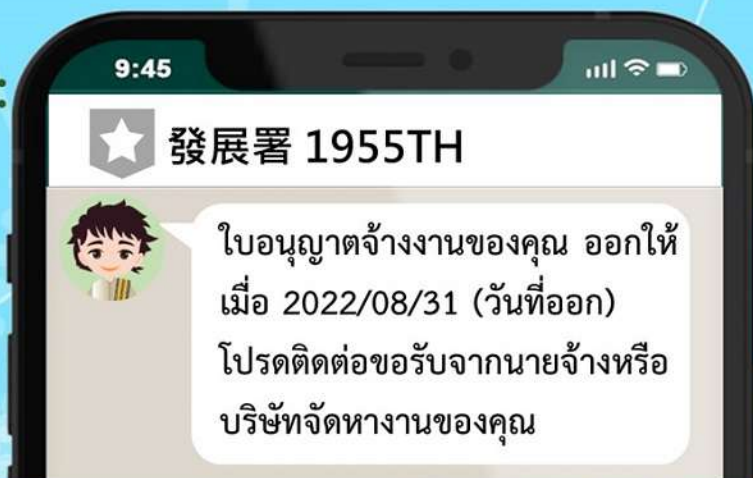 9:45
發展署 1955TH
ใบอนุญาตจ้างงานของคุณ ออกให้
เมื่อ 2022/08/31 (วันที่ออก)
โปรดติดต่อขอรับจากนายจ้างหรือ
บริษัทจัดหางานของคุณ